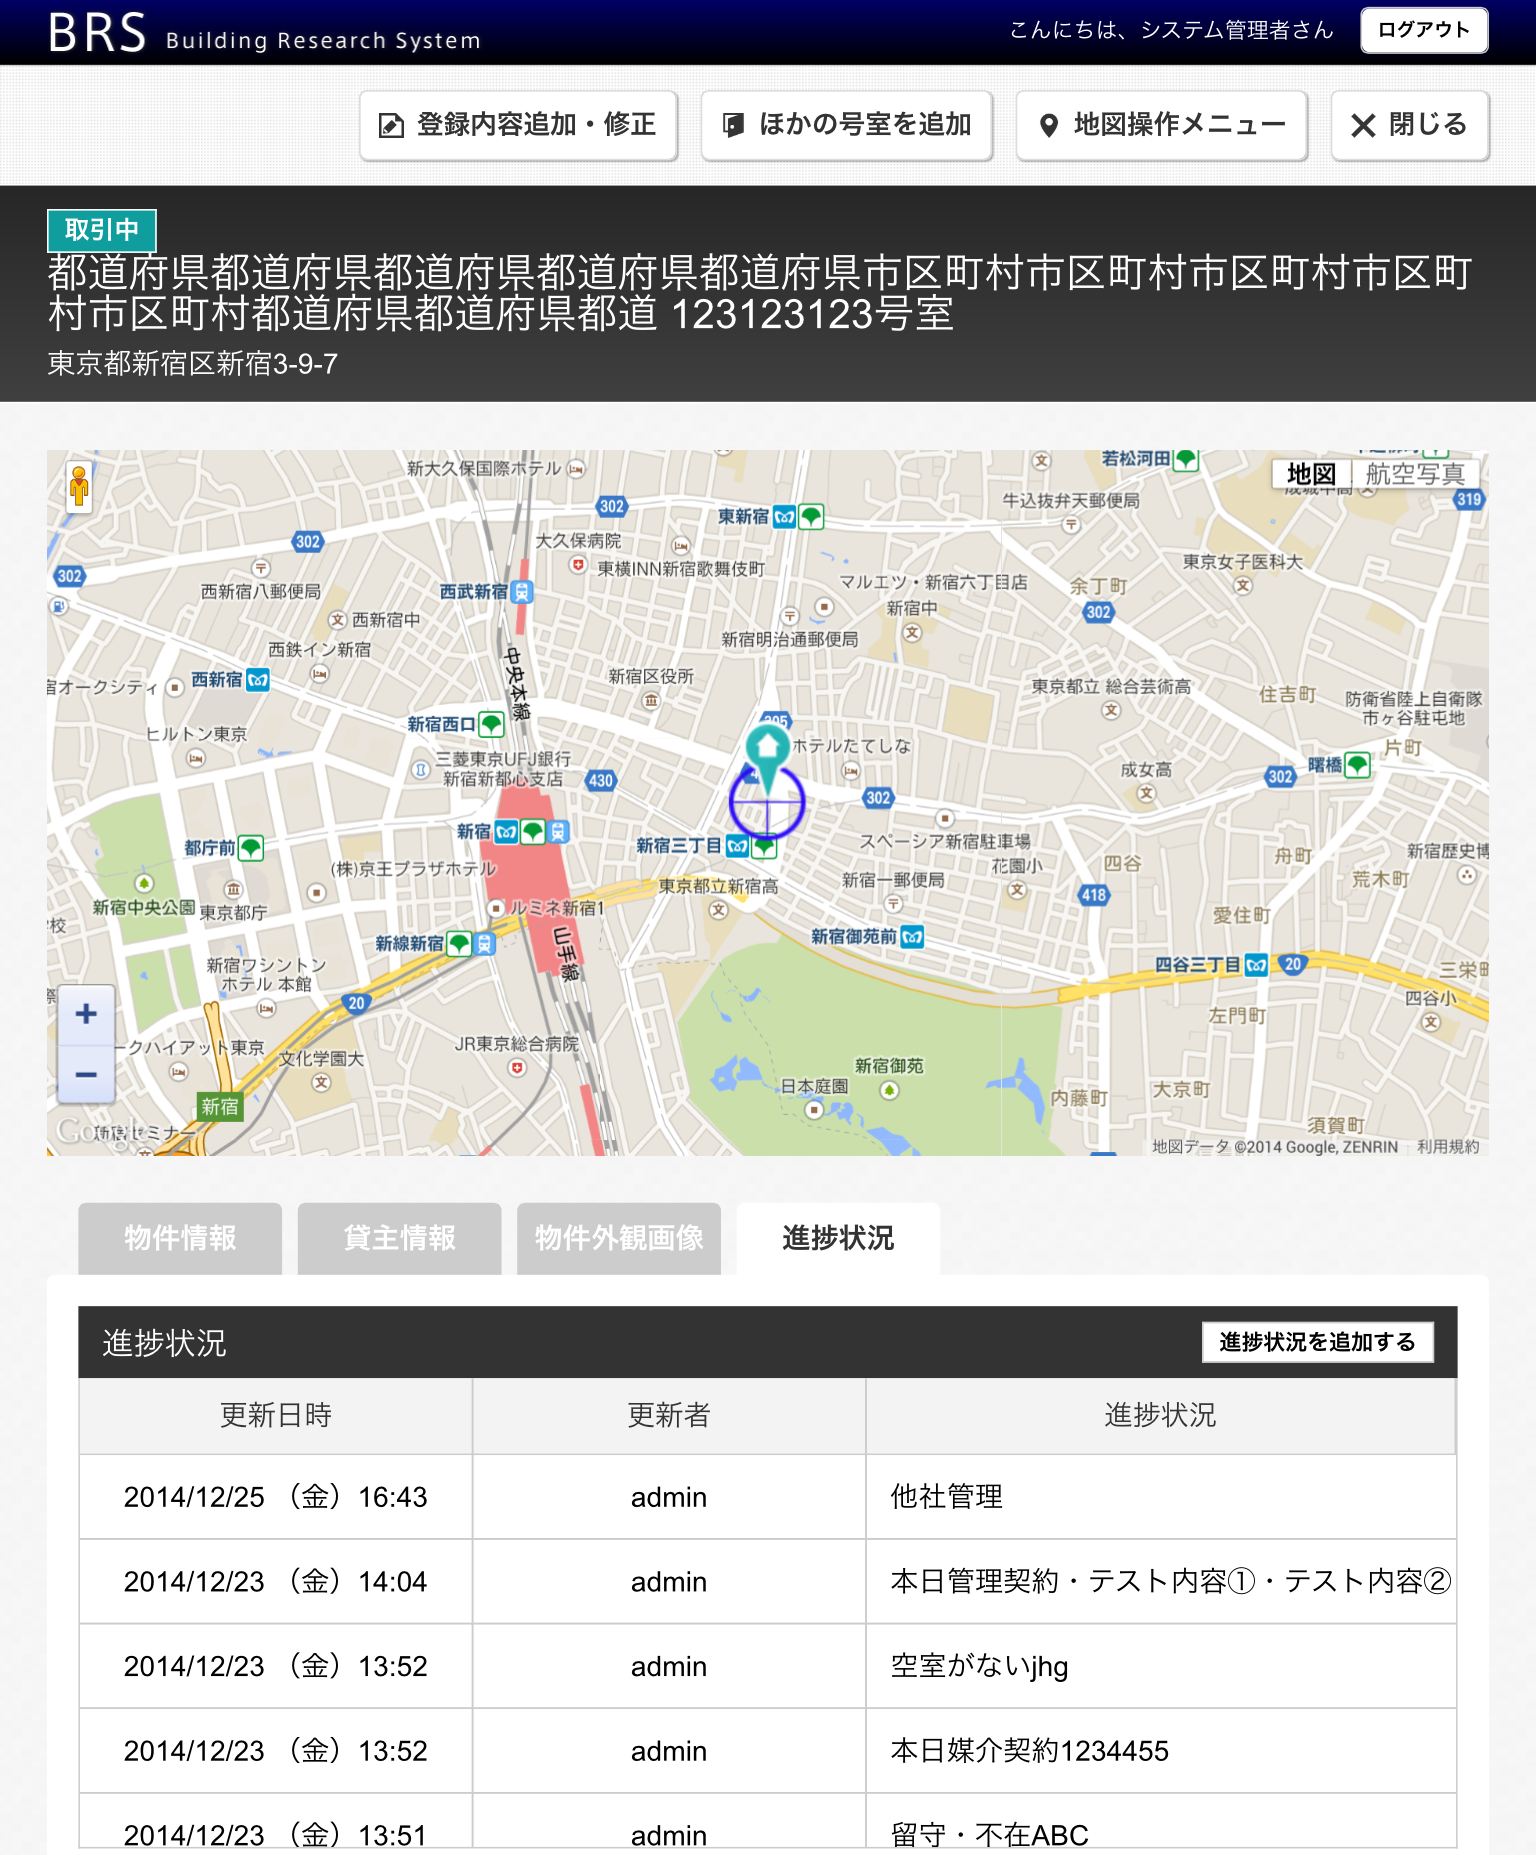 BRS Building Research System
こんにちは、システム管理者さん
ログアウト
登録内容追加・修正
ほかの号室を追加
地図操作メニュー
閉じる
取引中
都道府県都道府県都道府県都道府県都道府県市区町村市区町村市区町村市区町
村市区町村都道府県都道府県都道 123123123号室
東京都新宿区新宿3-9-7
新大久保国際ホテル
若松河田
地図
航空写真
302
東新宿
牛込抜弁天郵便局
319
302
大久保病院
東横INN新宿歌舞伎町
東京女子医科大
302
西新宿八郵便局
西武新宿
マルエツ・新宿六丁目店
余丁町
302
西新宿中
新宿中
新宿明治通郵便局
西鉄イン新宿
中央本線
西新宿
宿オークシティ
新宿区役所
東京都立 総合芸術高
住吉町
防衛省陸上自衛隊
市ヶ谷駐屯地
新宿西口
305
ヒルトン東京
ホテルたてしな
片町
三菱東京UFJ銀行
新宿新都心支店
430
成女高
302
曙橋
302
新宿
新宿三丁目
スペーシア新宿駐車場
都庁前
(株)京王プラザホテル
花園小
四谷
舟町
新宿歴史博
東京都立新宿高
新宿一郵便局
418
荒木町
新宿中央公園
東京都庁
ルミネ新宿1
愛住町
校
新線新宿
山手線
新宿御苑前
新宿ワシントン
ホテル 本館
四谷三丁目
20
三栄町
20
四谷小
左門町
ークハイアット東京
文化学園大
JR東京総合病院
新宿御苑
日本庭園
内藤町
大京町
新宿
須賀町
Google
新宿セミナー
地図データ ©2014 Google, ZENRIN
利用規約
+
−
物件情報
貸主情報
物件外観画像
進捗状況
進捗状況
進捗状況を追加する
更新日時 更新者 進捗状況
2014/12/25 （金）16:43 admin 他社管理
2014/12/23 （金）14:04 admin 本日管理契約・テスト内容①・テスト内容②
2014/12/23 （金）13:52 admin 空室がないjhg
2014/12/23 （金）13:52 admin 本日媒介契約1234455
2014/12/23 （金）13:51 admin 留守・不在ABC